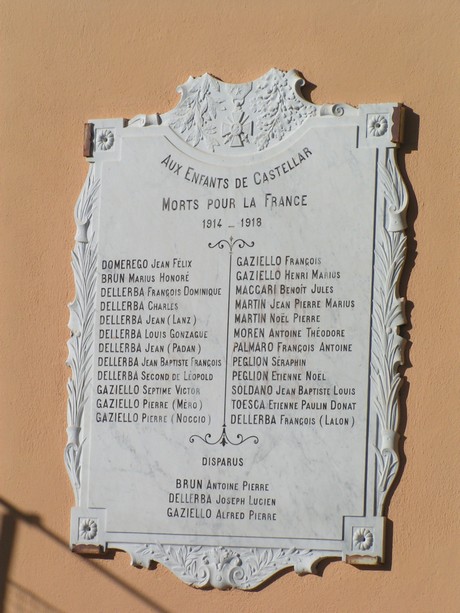 AUX ENFANTS DE CASTELLAR
MORTS POUR LA FRANCE
1914 - 1918
DOMEREGO JEAN FÉLIX
BRUN MARIUS HONORÉ
DELLERBA FRANÇOIS DOMINIQUE
DELLERBA CHARLES
DELLERBA JEAN (LANZ)
DELLERBA LOUIS GONZAGUE
DELLERBA JEAN (PADAN)
DELLERBA JEAN BAPTISTE FRANÇOIS
DELLERBA SECOND DE LÉOPOLD
GAZIELLO SEPTIME VICTOR
GAZIELLO PIERRE (MÉRO)
GAZIELLO PIERRE (NOCCIO)
GAZIELLO FRANÇOIS
GAZIELLO HENRI MARIUS
MACCARI BENOÎT JULES
MARTIN JEAN PIERRE MARIUS
MARTIN NOËL PIERRE
MOREN ANTOINE THÉODORE
PALMARO FRANÇOIS ANTOINE
PEGLION SÉRAPHIN
PEGLION ETIENNE NOËL
SOLDANO JEAN BAPTISTE LOUIS
TOESCA ETIENNE PAULIN DONAT
DELLERBA FRANÇOIS (LALON)
DISPARUS
BRUN ANTOINE PIERRE
DELLERBA JOSEPH LUCIEN
GAZIELLO ALFRED PIERRE